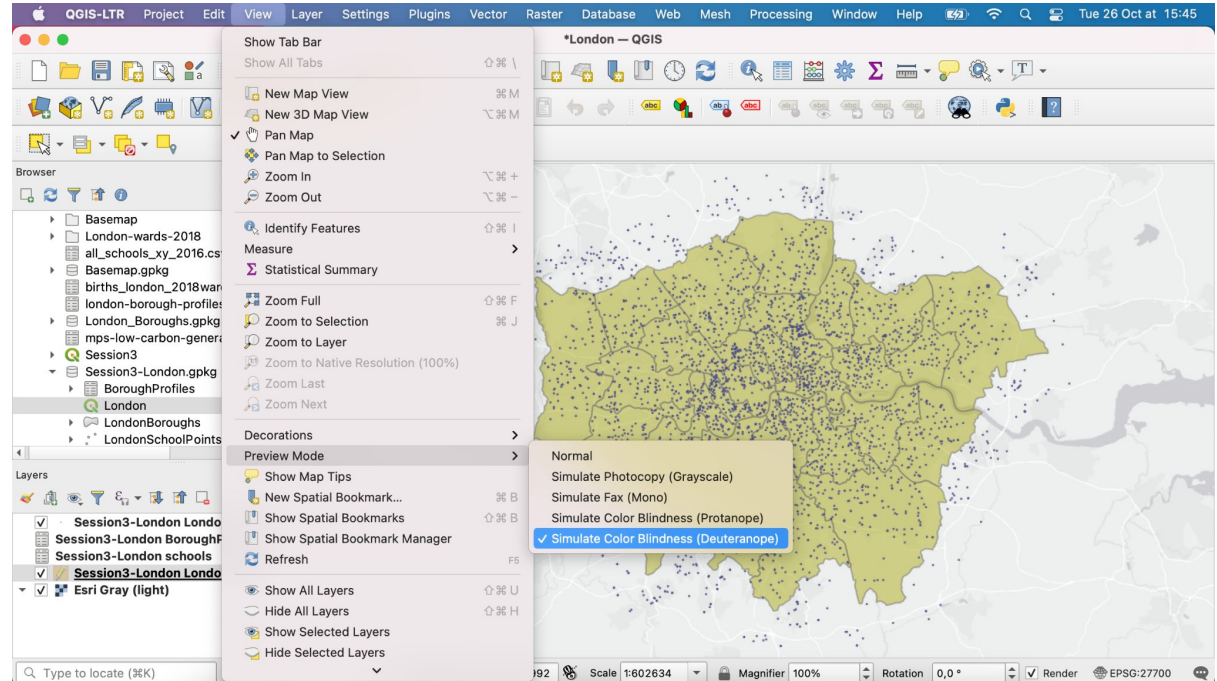 QGIS-LTR Project Edit View Layer Settings Plugins Vector Raster Database Web Mesh Processing Window Help Tue 26 Oct at 15:45
*London — QGIS
Show Tab Bar
Show All Tabs ⇧⌘ \
New Map View ⌘ M
New 3D Map View ⌥⌘ M
✓ Pan Map
Pan Map to Selection
Zoom In ⌥⌘ +
Zoom Out ⌥⌘ −
Identify Features ⇧⌘ I
Measure
Σ Statistical Summary
Zoom Full ⇧⌘ F
Zoom to Selection ⌘ J
Zoom to Layer
Zoom to Native Resolution (100%)
Zoom Last
Zoom Next
Decorations
Preview Mode
Show Map Tips
New Spatial Bookmark... ⌘ B
Show Spatial Bookmarks ⇧⌘ B
Show Spatial Bookmark Manager
Refresh F5
Show All Layers ⇧⌘ U
Hide All Layers ⇧⌘ H
Show Selected Layers
Hide Selected Layers
Normal
Simulate Photocopy (Grayscale)
Simulate Fax (Mono)
Simulate Color Blindness (Protanope)
✓ Simulate Color Blindness (Deuteranope)
Browser
Basemap
London-wards-2018
all_schools_xy_2016.cs
Basemap.gpkg
births_london_2018war
london-borough-profiles
London_Boroughs.gpkg
mps-low-carbon-genera
Session3
Session3-London.gpkg
BoroughProfiles
London
LondonBoroughs
LondonSchoolPoints
Layers
Session3-London Londo
Session3-London BoroughP
Session3-London schools
Session3-London Londo
Esri Gray (light)
Type to locate (⌘K) 992 Scale 1:602634 Magnifier 100% Rotation 0,0 ° Render EPSG:27700